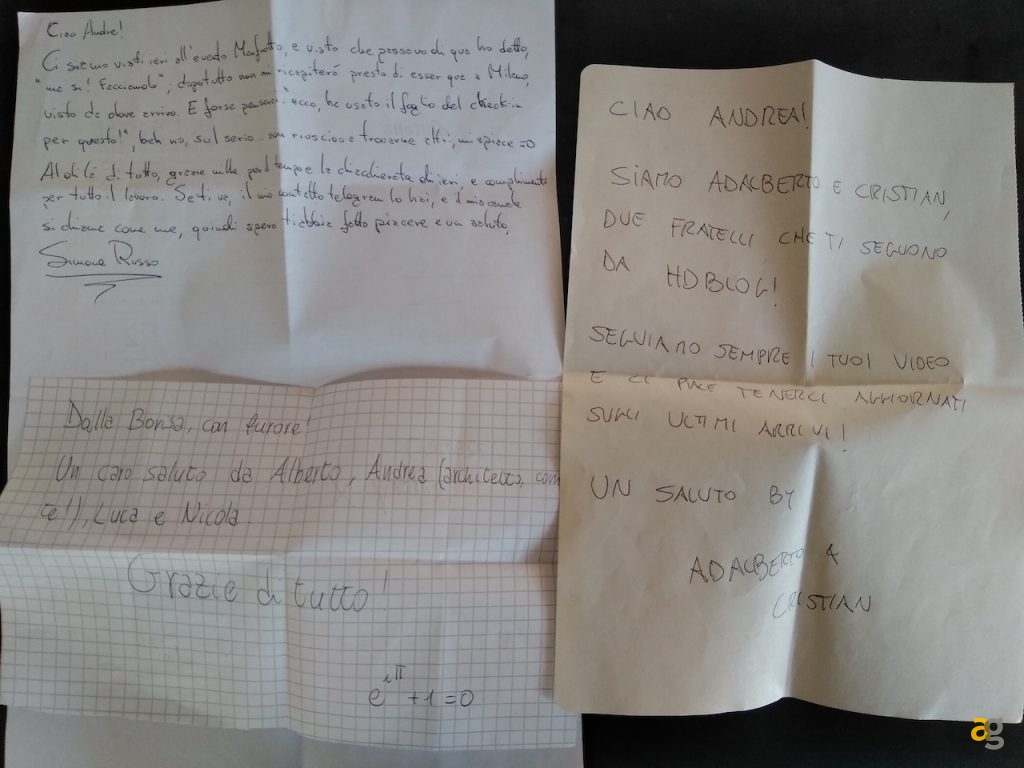 Ciao Andre!
Ci siamo visti ieri all'evento Manfrotto, e visto che passavo di qua ho detto,
"ma sì! Facciamolo", dopotutto non mi ricapiterà presto di esser qua a Milano,
visto da dove arrivo. E forse penserai: "ecco, ha usato il foglio del check-in
per questo!", beh no, sul serio... non riuscivo a trovarne altri, mi spiace =D
Al di là di tutto, grazie mille per il tempo e la chiacchierata di ieri e complimenti
per tutto il lavoro. Se ti va, il mio contatto telegram lo hai, e il mio canale
si chiama come me, quindi spero ti abbia fatto piacere e un saluto,
Simone Russo
Dalla Bonsa, con furore!
Un caro saluto da Alberto, Andrea (architetto, com
te!), Luca e Nicola.
Grazie di tutto!
e^iπ + 1 = 0
CIAO ANDREA!
SIAMO ADALBERTO E CRISTIAN,
DUE FRATELLI CHE TI SEGUONO
DA HDBLOG!
SEGUIAMO SEMPRE I TUOI VIDEO
E CI PIACE TENERCI AGGIORNATI
SUGLI ULTIMI ARRIVI!
UN SALUTO BY
ADALBERTO &
CRISTIAN
ag